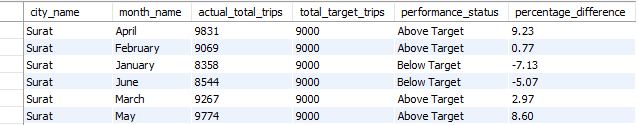 city_name month_name actual_total_trips total_target_trips performance_status percentage_difference
Surat April 9831 9000 Above Target 9.23
Surat February 9069 9000 Above Target 0.77
Surat January 8358 9000 Below Target -7.13
Surat June 8544 9000 Below Target -5.07
Surat March 9267 9000 Above Target 2.97
Surat May 9774 9000 Above Target 8.60